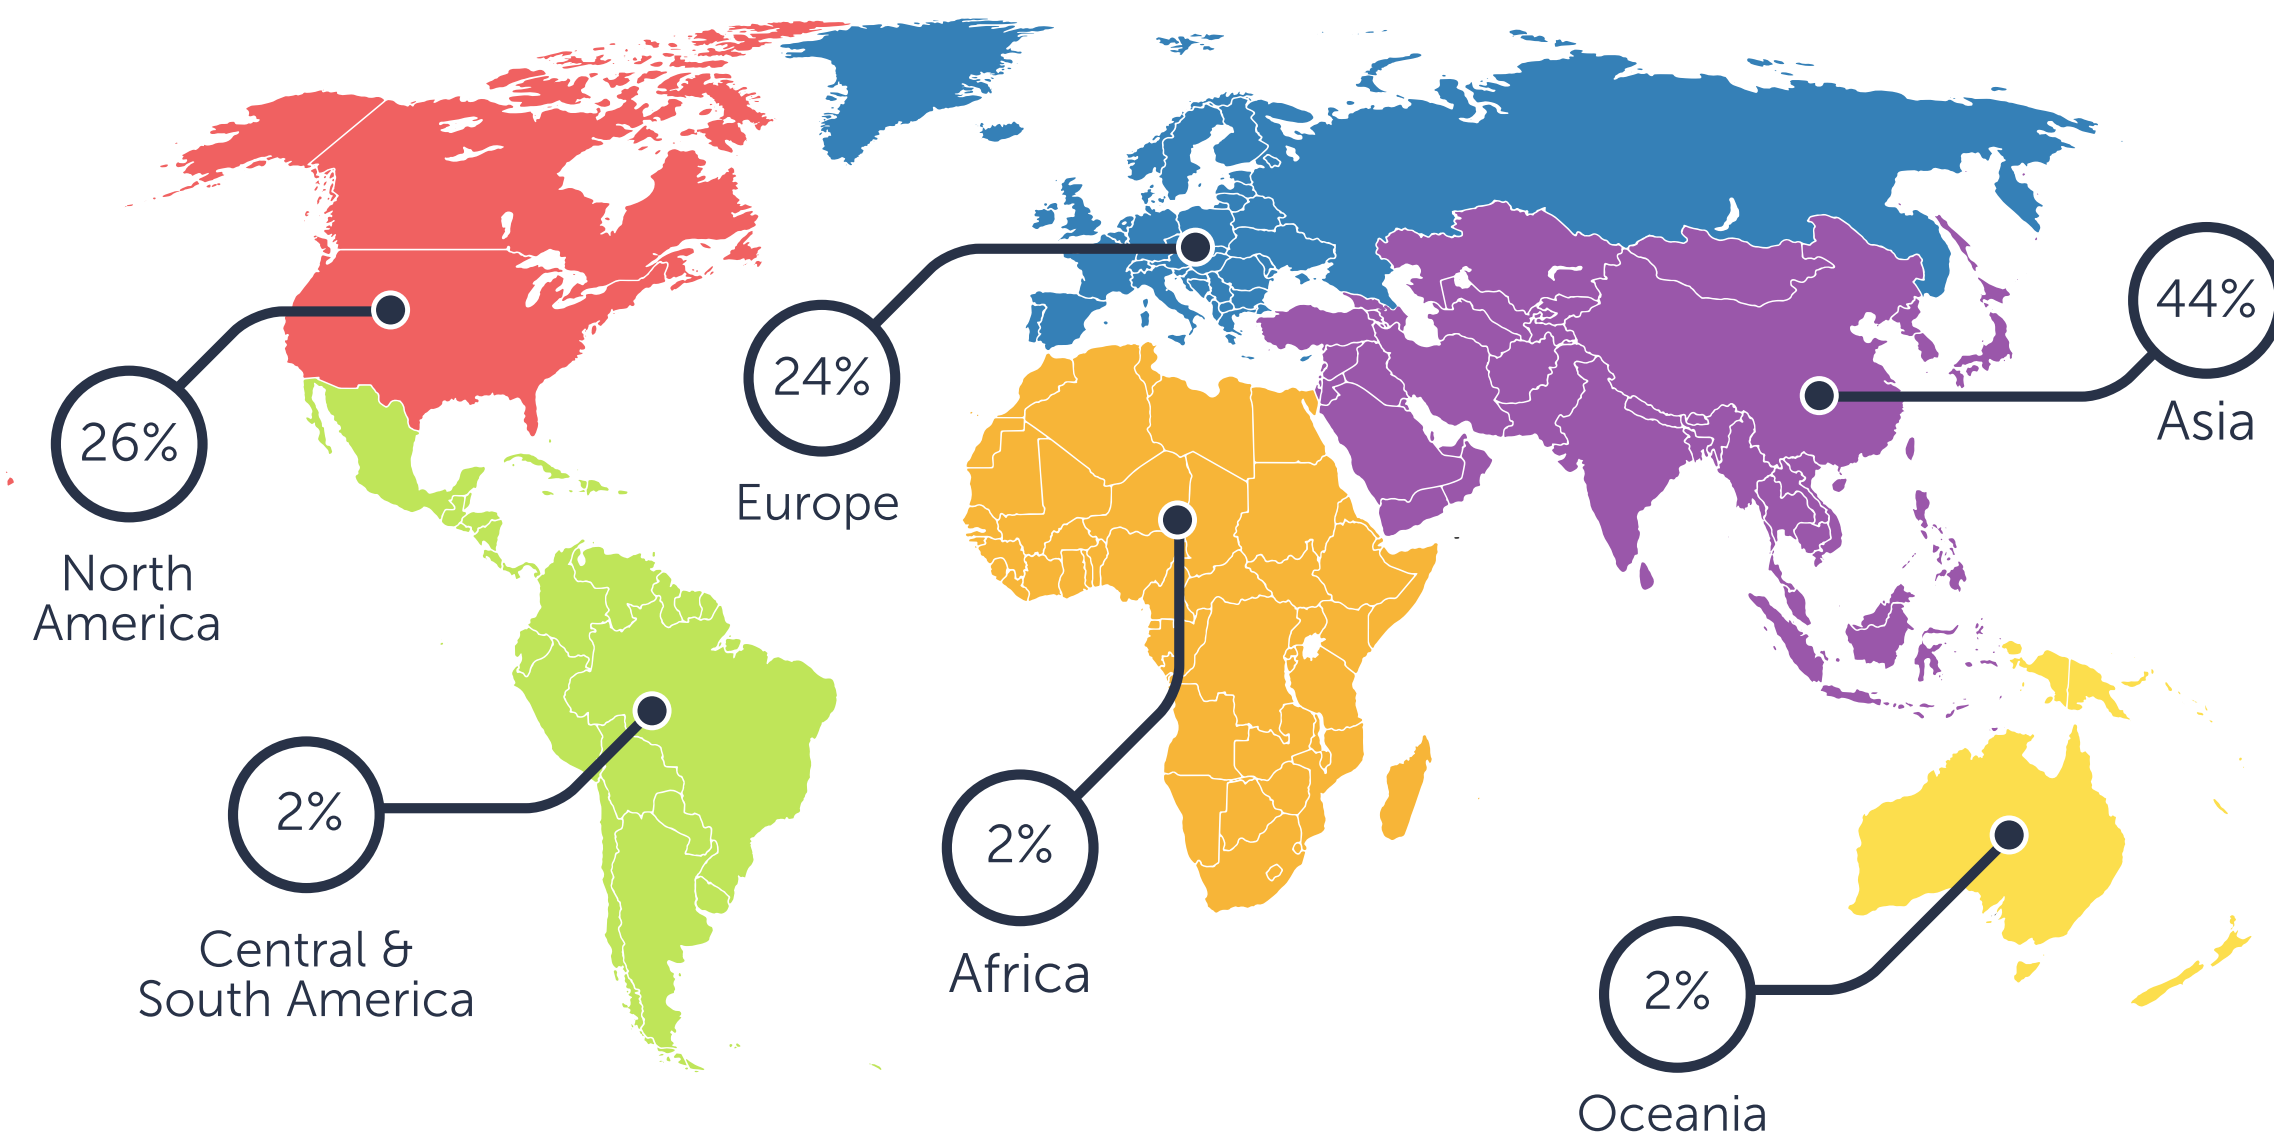 26%
North
America
24%
Europe
44%
Asia
2%
Central &
South America
2%
Africa
2%
Oceania